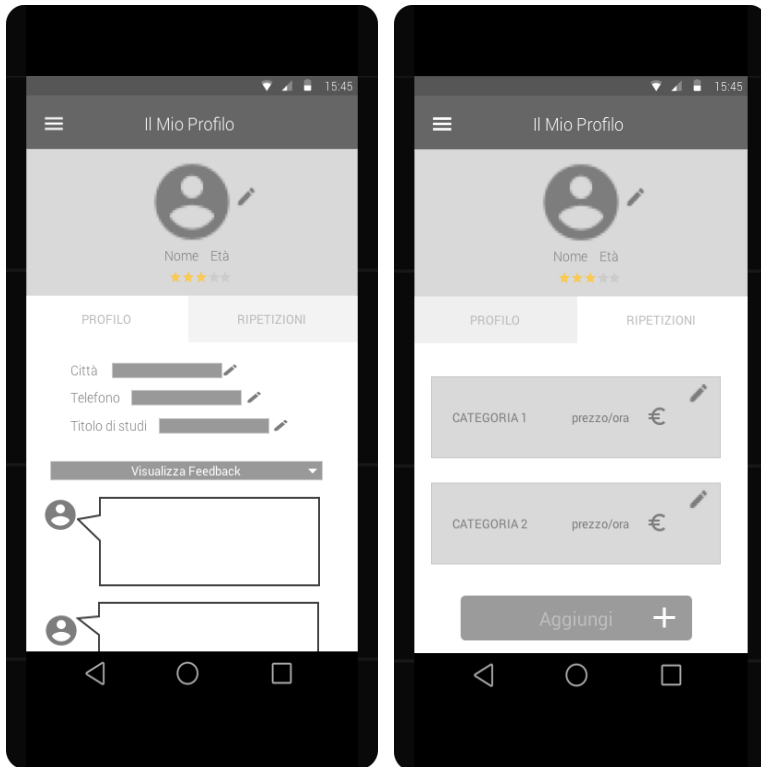 15:45
Il Mio Profilo
Nome Età
PROFILO RIPETIZIONI
Città
Telefono
Titolo di studi
Visualizza Feedback
15:45
Il Mio Profilo
Nome Età
PROFILO RIPETIZIONI
CATEGORIA 1 prezzo/ora €
CATEGORIA 2 prezzo/ora €
Aggiungi +